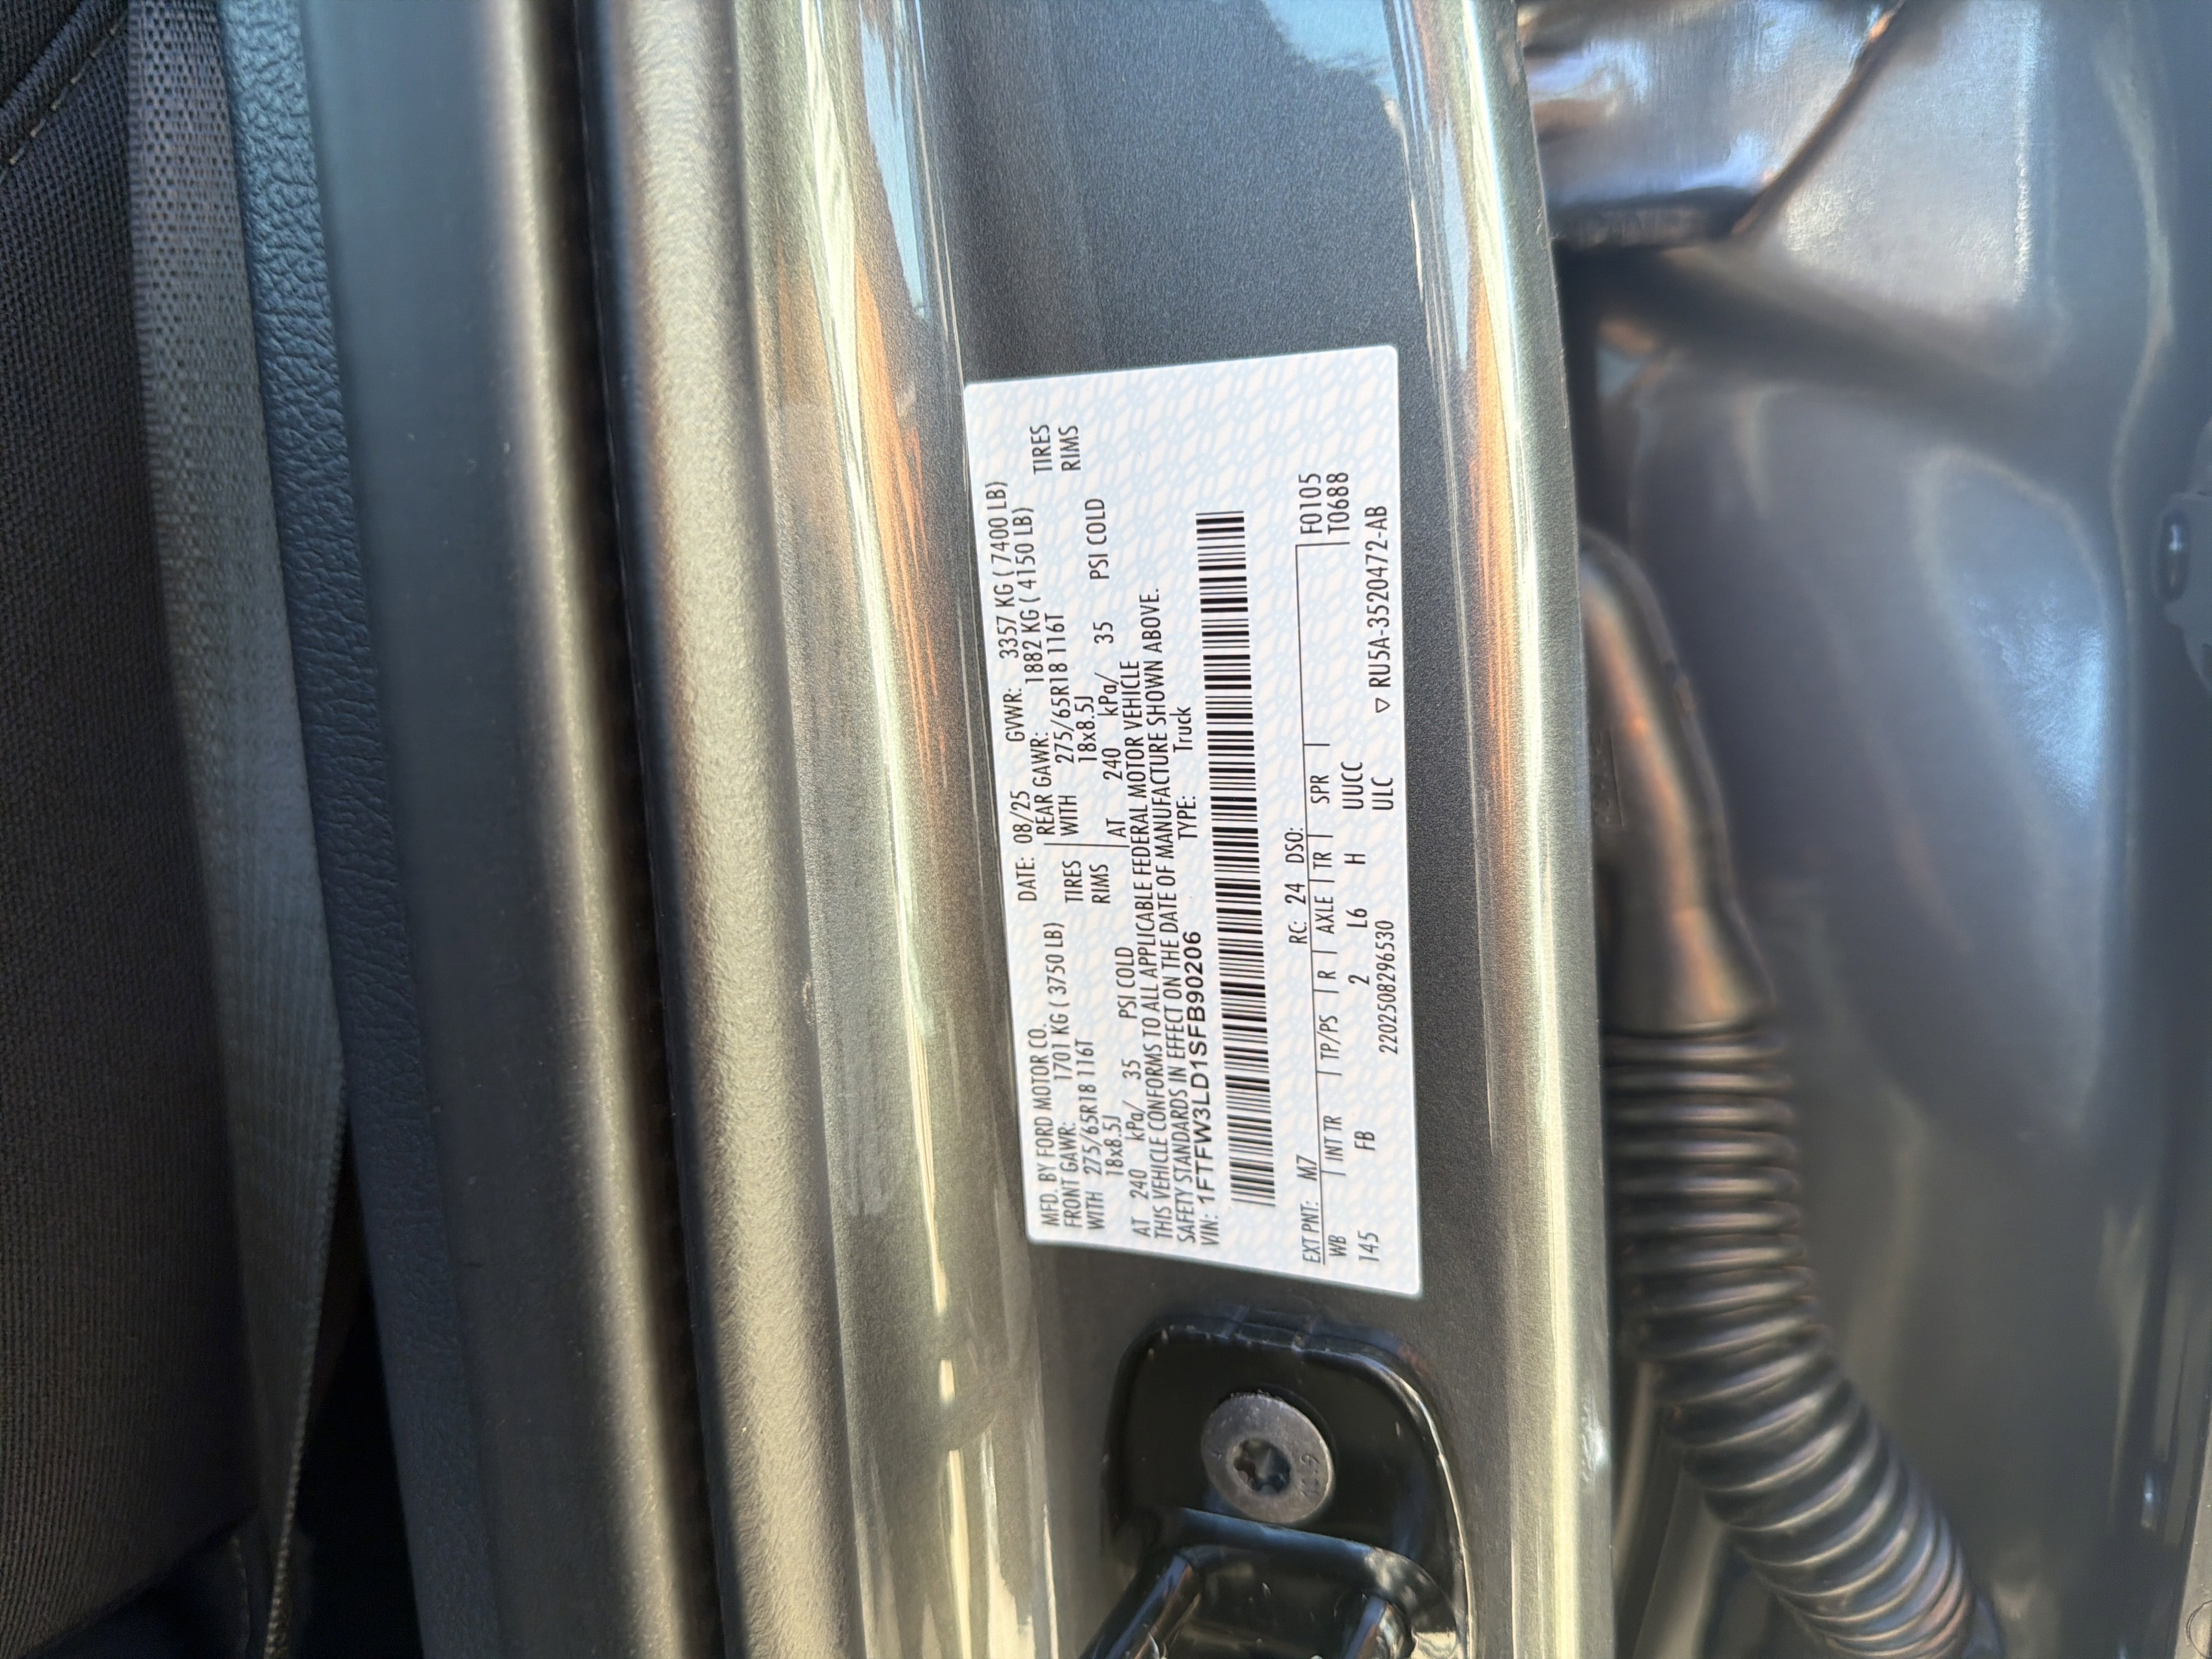 MFD. BY FORD MOTOR CO. DATE: 08/25 GVWR: 3357 KG ( 7400 LB)
FRONT GAWR: 1701 KG ( 3750 LB) REAR GAWR: 1882 KG ( 4150 LB)
WITH 275/65R18 116T TIRES WITH 275/65R18 116T TIRES
18x8.5J RIMS 18x8.5J RIMS
AT 240 kPa/ 35 PSI COLD AT 240 kPa/ 35 PSI COLD
THIS VEHICLE CONFORMS TO ALL APPLICABLE FEDERAL MOTOR VEHICLE
SAFETY STANDARDS IN EFFECT ON THE DATE OF MANUFACTURE SHOWN ABOVE.
VIN: 1FTFW3LD1SFB90206 TYPE: Truck
EXT PNT: M7 RC: 24 DSO: F0105
WB | INT TR | TP/PS | R | AXLE | TR | SPR | T0688
145 FB 2 L6 H UUCC
220250829​6530 ULC ▽ RU5A-3520472-AB